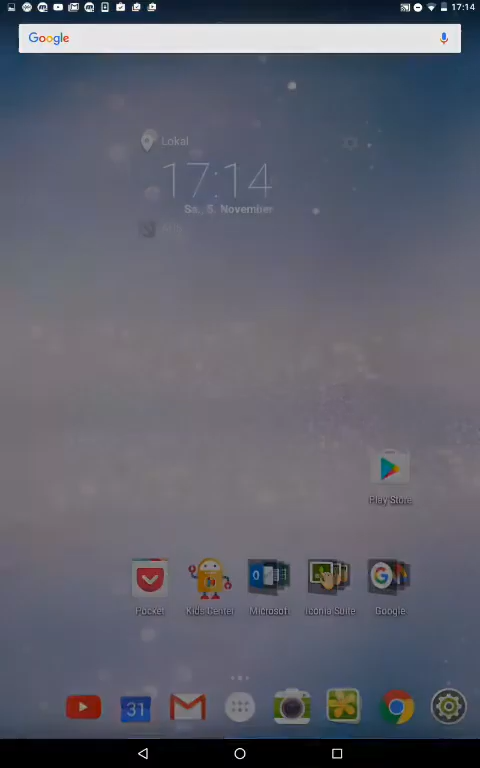 17:14
Google
Lokal
17:14
Sa., 5. November
Play Store
Pocket
Kids Center
Microsoft
Iconia Suite
Google
31